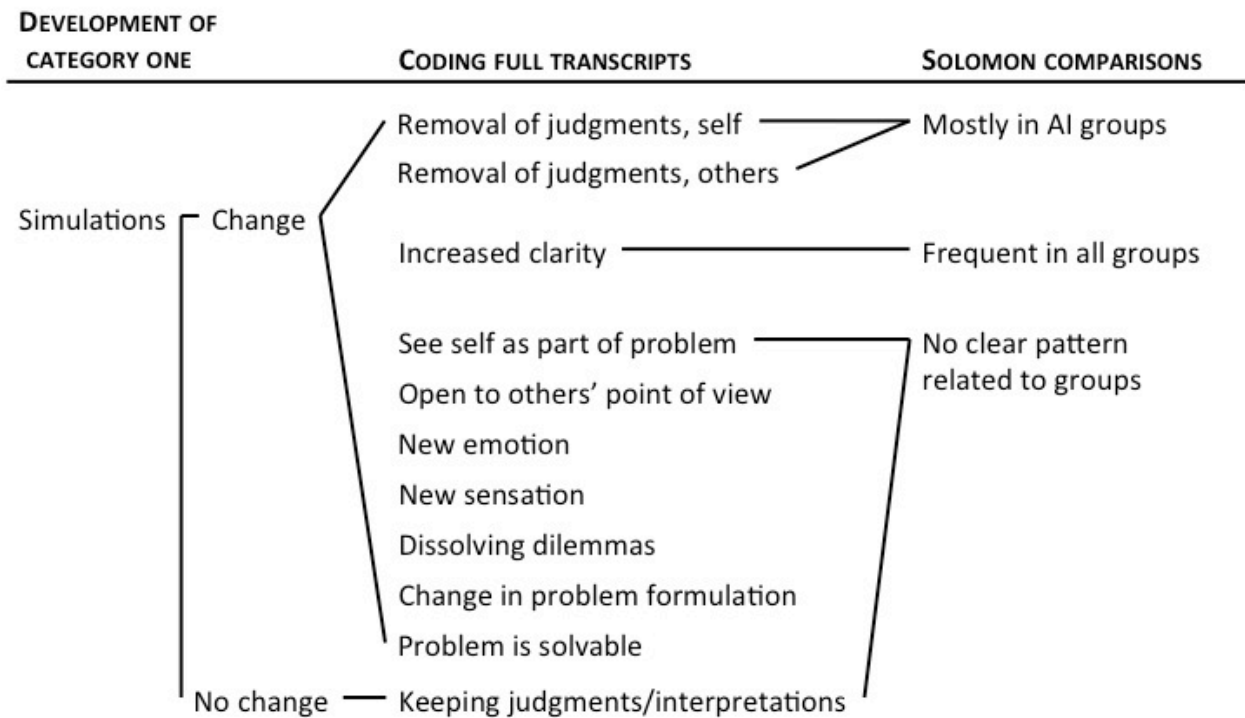 DEVELOPMENT OF
CATEGORY ONE CODING FULL TRANSCRIPTS SOLOMON COMPARISONS
Removal of judgments, self Mostly in AI groups
Removal of judgments, others
Simulations Change
Increased clarity Frequent in all groups
See self as part of problem No clear pattern
related to groups
Open to others’ point of view
New emotion
New sensation
Dissolving dilemmas
Change in problem formulation
Problem is solvable
No change Keeping judgments/interpretations